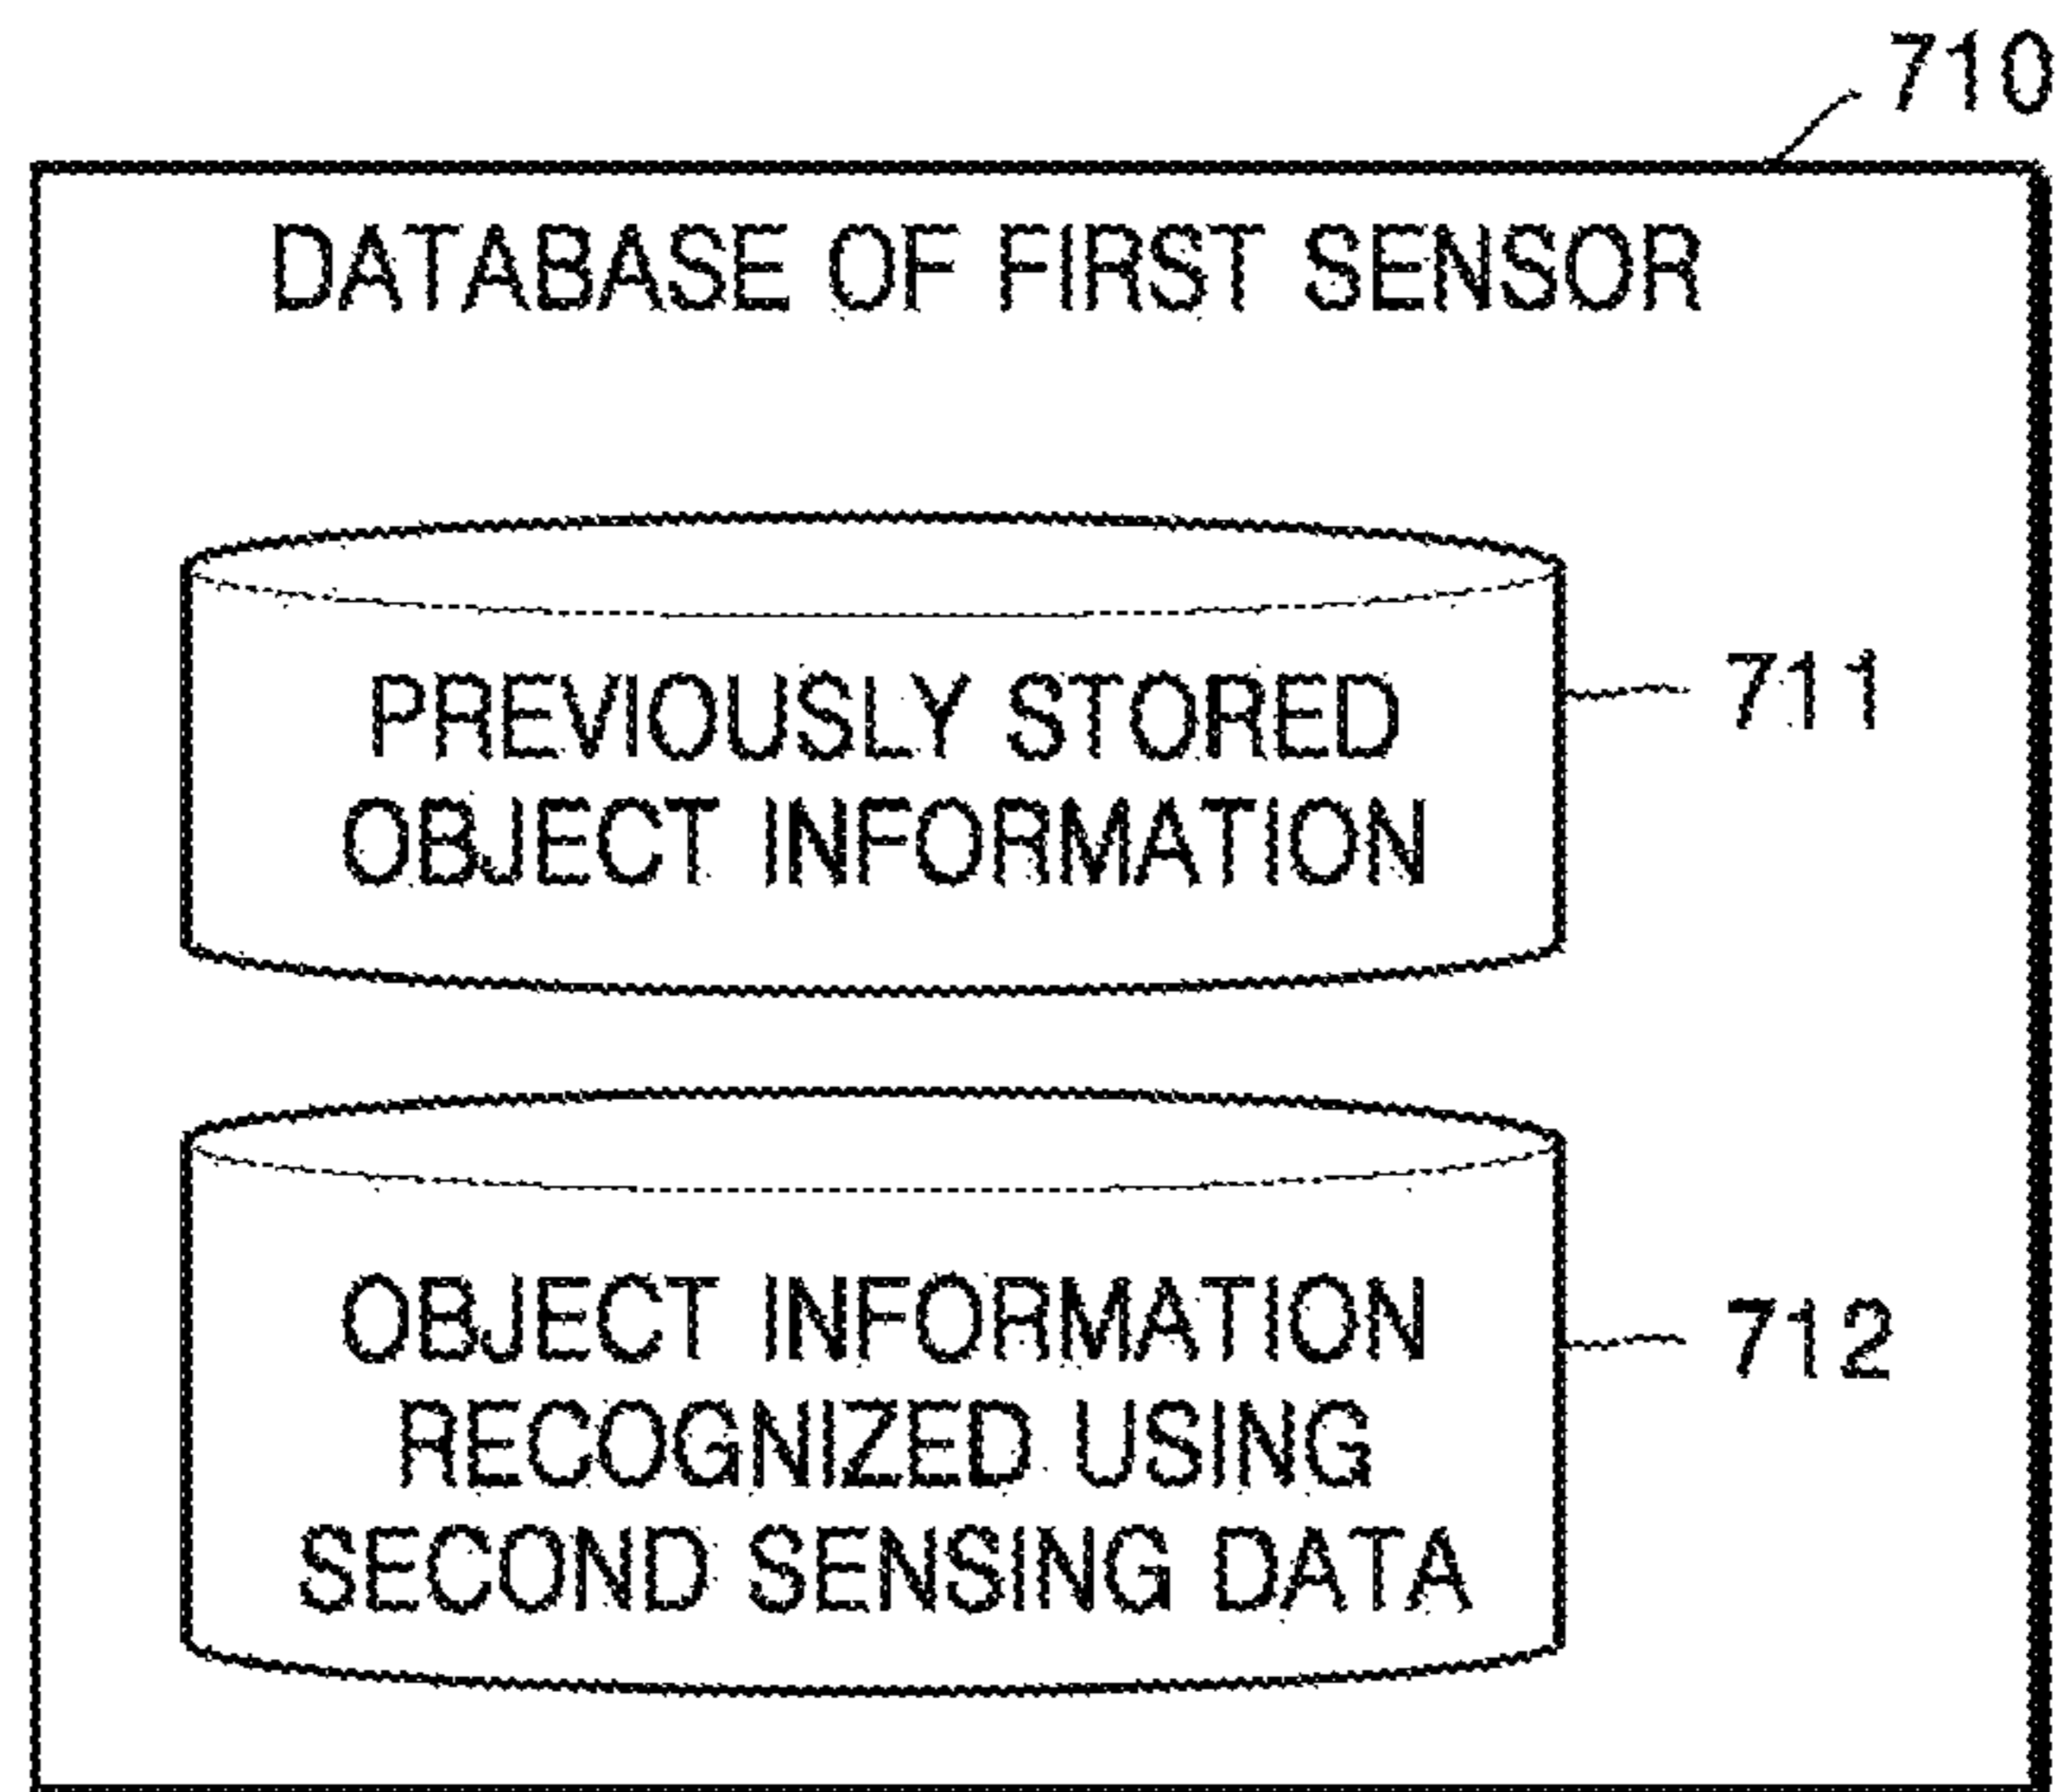 710
DATABASE OF FIRST SENSOR
PREVIOUSLY STORED
OBJECT INFORMATION
711
OBJECT INFORMATION
RECOGNIZED USING
SECOND SENSING DATA
712